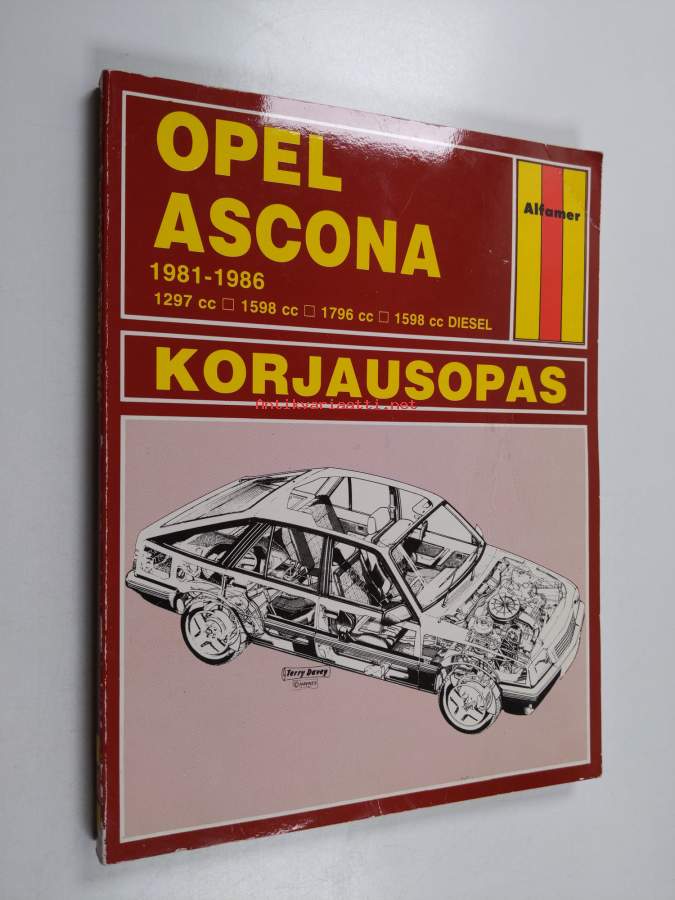 OPEL
ASCONA
1981-1986
1297 cc □ 1598 cc □ 1796 cc □ 1598 cc DIESEL
Alfamer
KORJAUSOPAS
Antikvariaatti.net
Terry Davey
© HAYNES